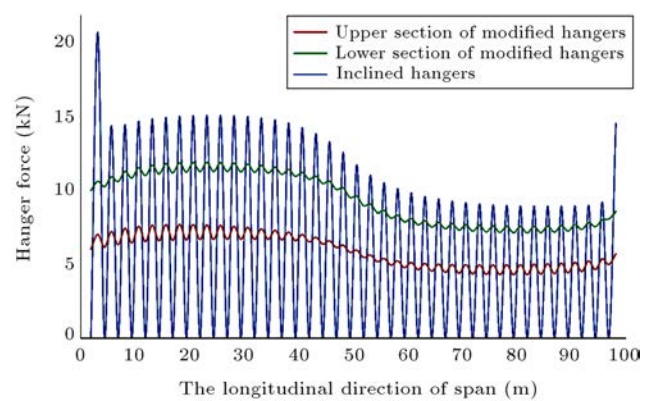 Upper section of modified hangers
Lower section of modified hangers
Inclined hangers
Hanger force (kN)
20
15
10
5
0
0 10 20 30 40 50 60 70 80 90 100
The longitudinal direction of span (m)